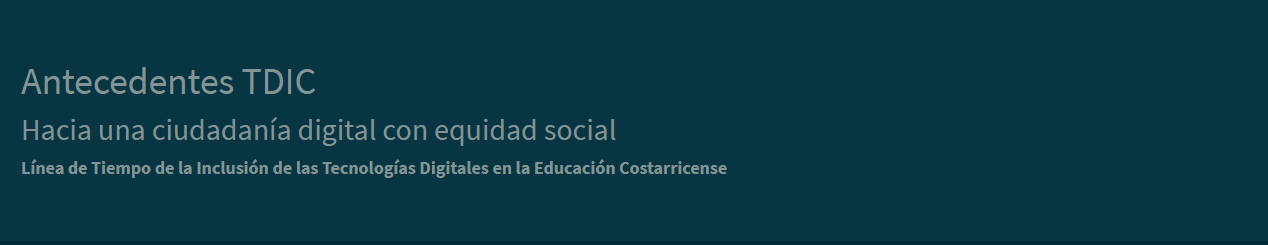 Antecedentes TDIC
Hacia una ciudadanía digital con equidad social
Línea de Tiempo de la Inclusión de las Tecnologías Digitales en la Educación Costarricense